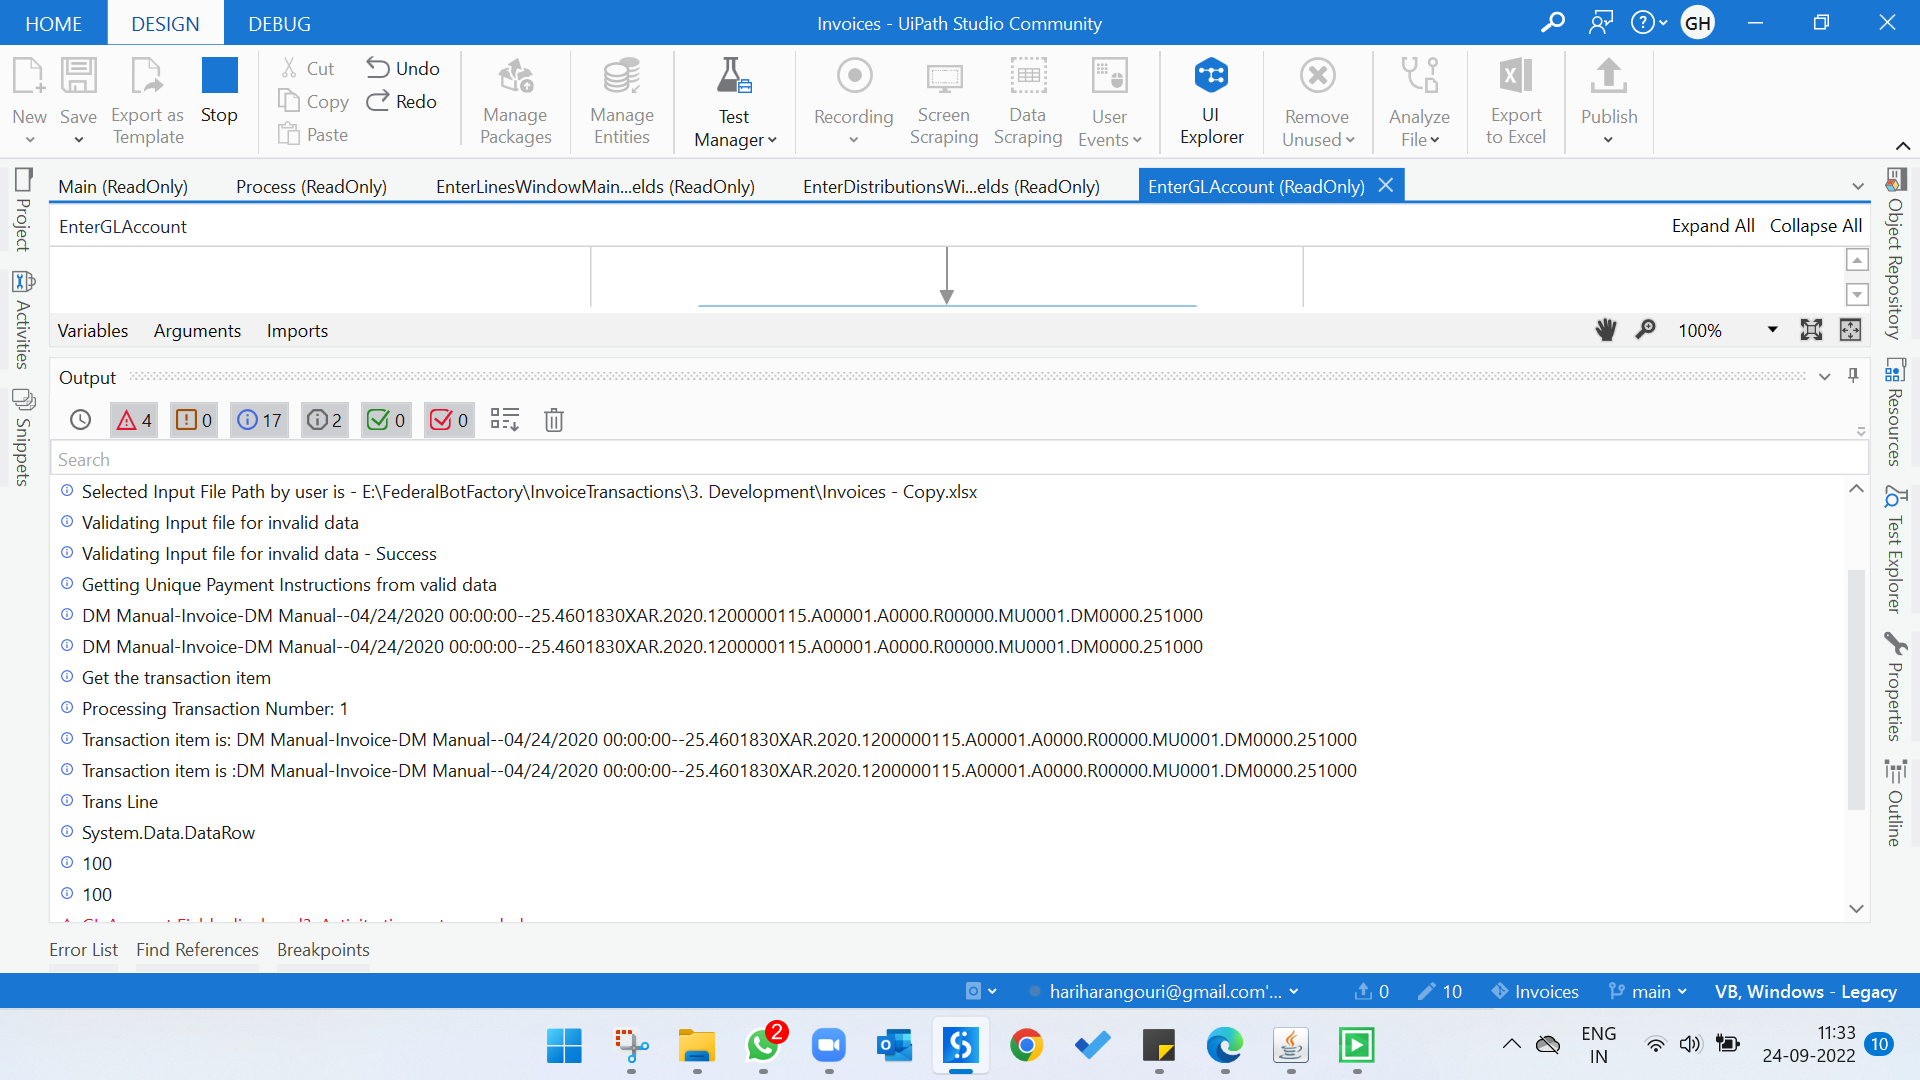 HOME
DESIGN
DEBUG
Invoices - UiPath Studio Community
GH
New
Save
Export as
Template
Stop
Cut
Copy
Paste
Undo
Redo
Manage
Packages
Manage
Entities
Test
Manager
Recording
Screen
Scraping
Data
Scraping
User
Events
UI
Explorer
Remove
Unused
Analyze
File
Export
to Excel
Publish
Main (ReadOnly)
Process (ReadOnly)
EnterLinesWindowMain...elds (ReadOnly)
EnterDistributionsWi...elds (ReadOnly)
EnterGLAccount (ReadOnly)
EnterGLAccount
Expand All
Collapse All
Project
Activities
Snippets
Object Repository
Resources
Test Explorer
Properties
Outline
Variables
Arguments
Imports
100%
Output
4
0
17
2
0
0
Search
Selected Input File Path by user is - E:\FederalBotFactory\InvoiceTransactions\3. Development\Invoices - Copy.xlsx
Validating Input file for invalid data
Validating Input file for invalid data - Success
Getting Unique Payment Instructions from valid data
DM Manual-Invoice-DM Manual--04/24/2020 00:00:00--25.4601830XAR.2020.1200000115.A00001.A0000.R00000.MU0001.DM0000.251000
DM Manual-Invoice-DM Manual--04/24/2020 00:00:00--25.4601830XAR.2020.1200000115.A00001.A0000.R00000.MU0001.DM0000.251000
Get the transaction item
Processing Transaction Number: 1
Transaction item is: DM Manual-Invoice-DM Manual--04/24/2020 00:00:00--25.4601830XAR.2020.1200000115.A00001.A0000.R00000.MU0001.DM0000.251000
Transaction item is :DM Manual-Invoice-DM Manual--04/24/2020 00:00:00--25.4601830XAR.2020.1200000115.A00001.A0000.R00000.MU0001.DM0000.251000
Trans Line
System.Data.DataRow
100
100
Error List
Find References
Breakpoints
hariharangouri@gmail.com'...
0
10
Invoices
main
VB, Windows - Legacy
2
ENG
IN
11:33
24-09-2022
10